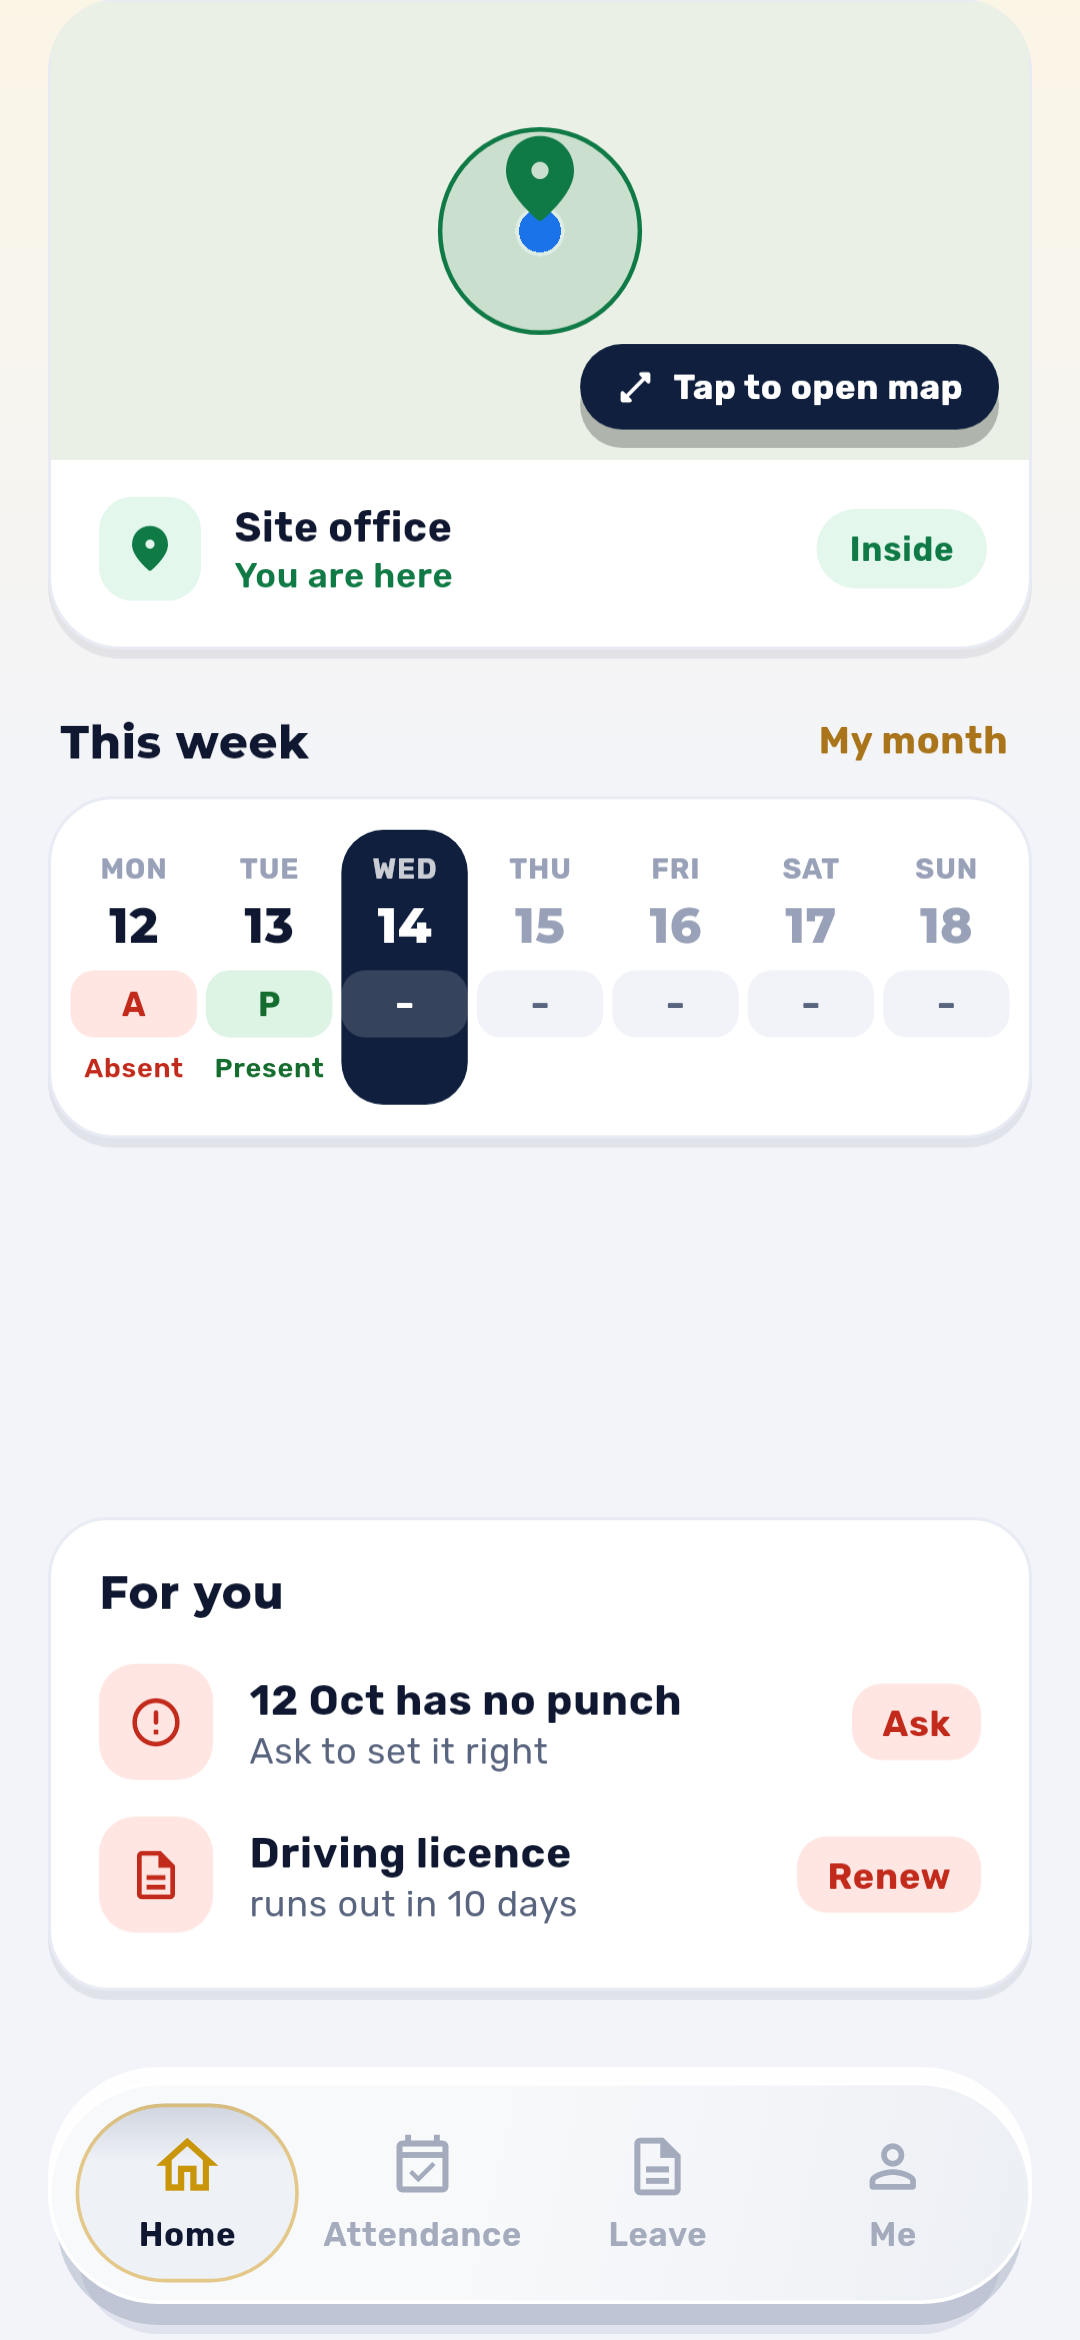 Tap to open map
Site office
You are here
Inside
This week
My month
MON TUE WED THU FRI SAT SUN
12 13 14 15 16 17 18
A P - - - - -
Absent Present
For you
12 Oct has no punch
Ask to set it right
Ask
Driving licence
runs out in 10 days
Renew
Home Attendance Leave Me